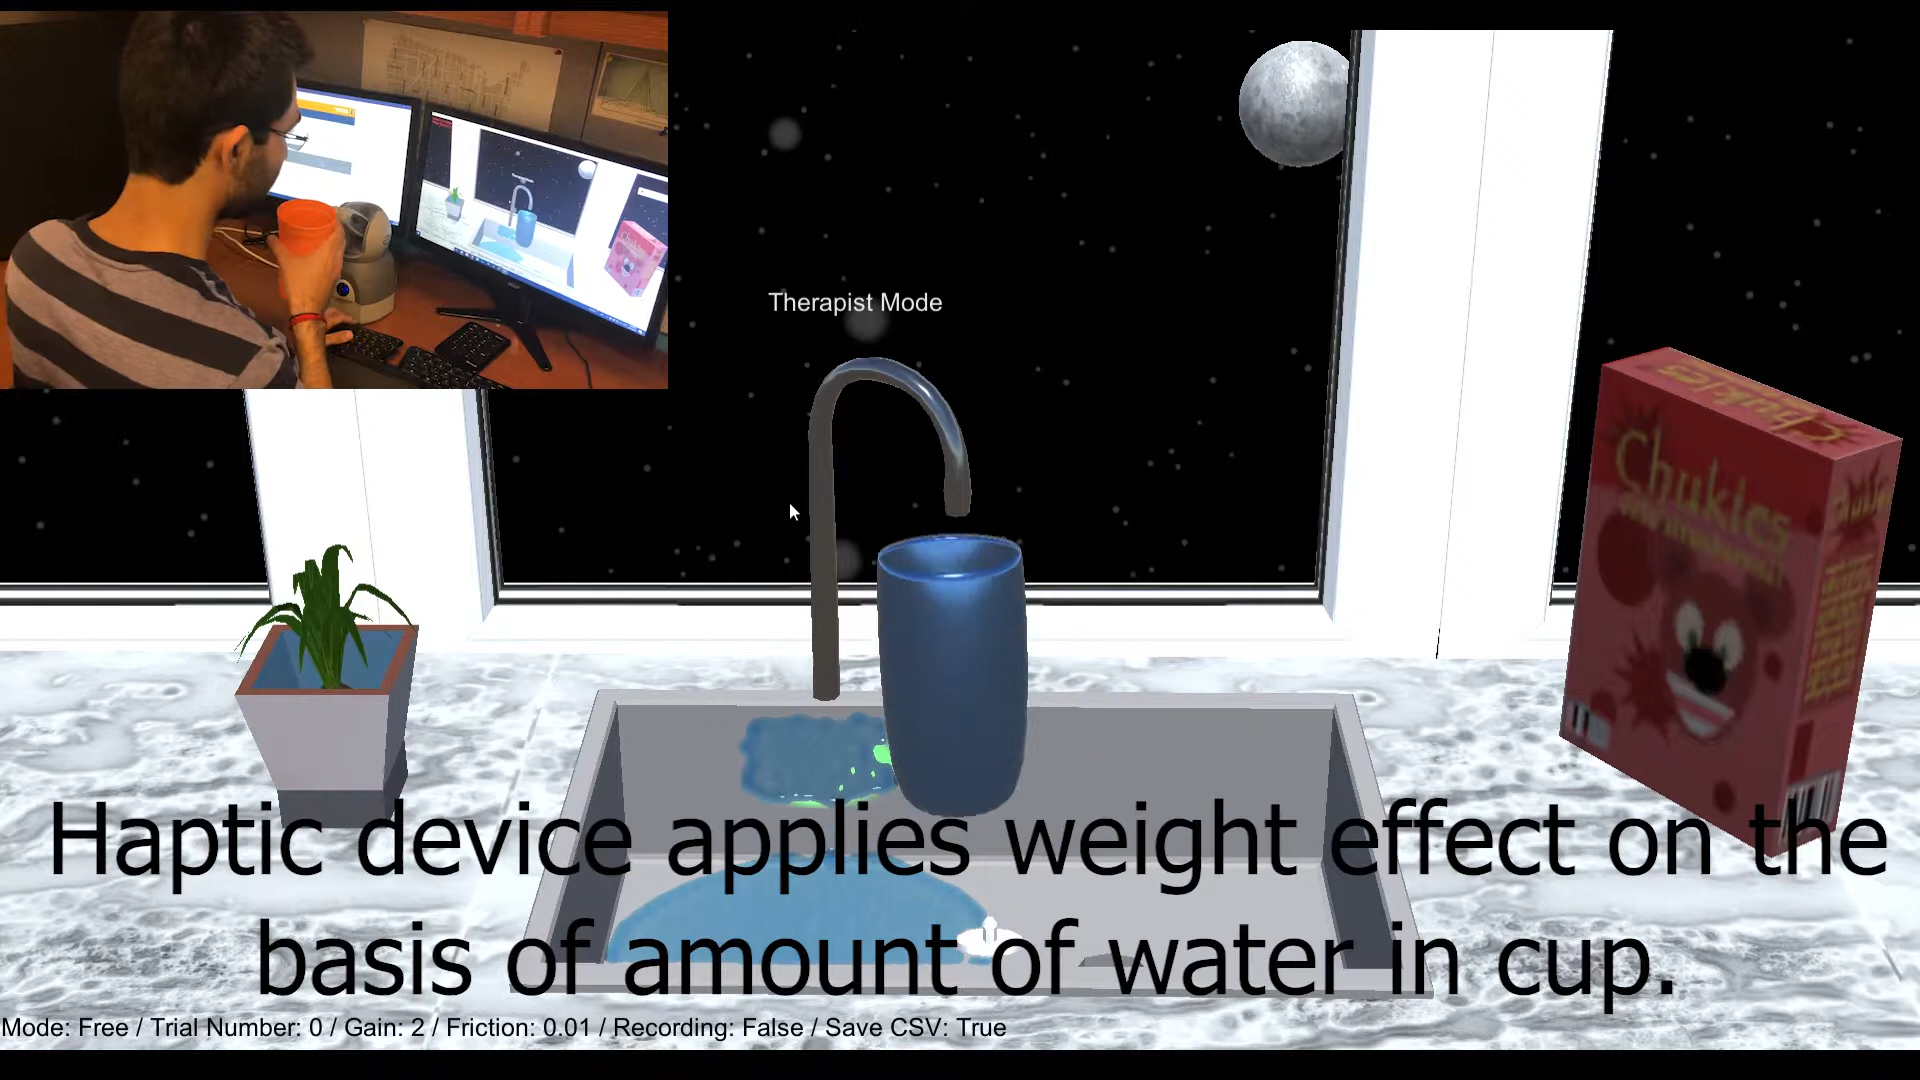 Therapist Mode
Chukies
Chukies
Haptic device applies weight effect on the
basis of amount of water in cup.
Mode: Free / Trial Number: 0 / Gain: 2 / Friction: 0.01 / Recording: False / Save CSV: True